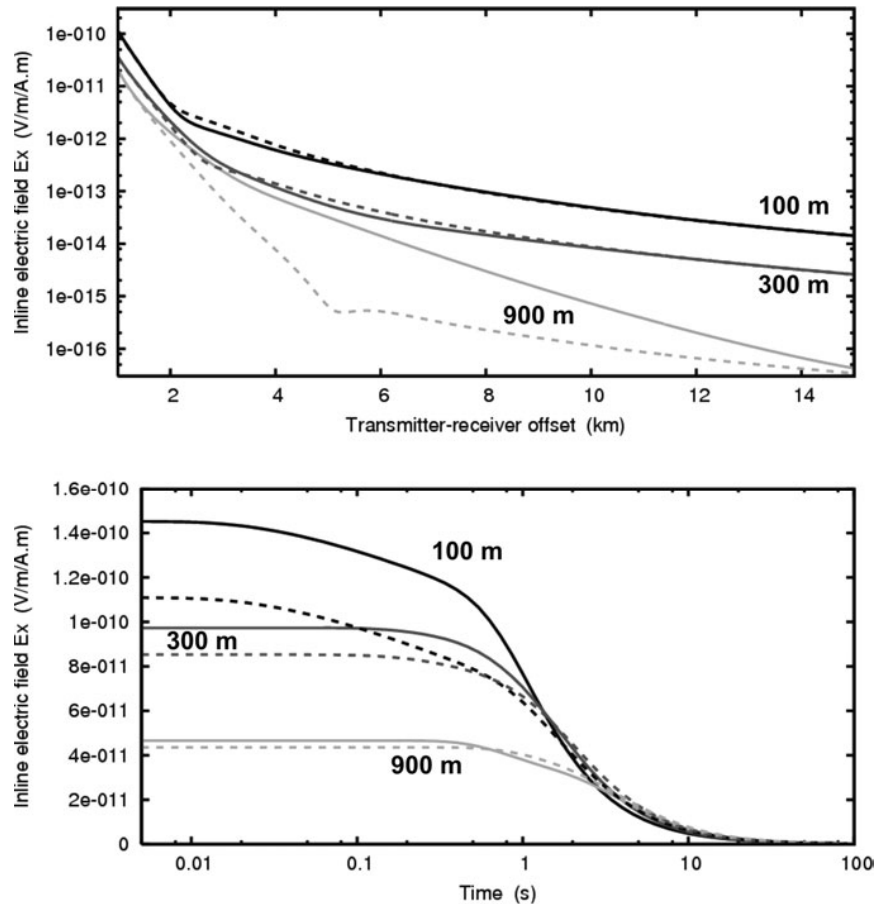 Inline electric field Ex (V/m/A.m)
1e-010
1e-011
1e-012
1e-013
1e-014
1e-015
1e-016
100 m
300 m
900 m
2 4 6 8 10 12 14
Transmitter-receiver offset (km)
Inline electric field Ex (V/m/A.m)
1.6e-010
1.4e-010
1.2e-010
1e-010
8e-011
6e-011
4e-011
2e-011
0
100 m
300 m
900 m
0.01 0.1 1 10 100
Time (s)